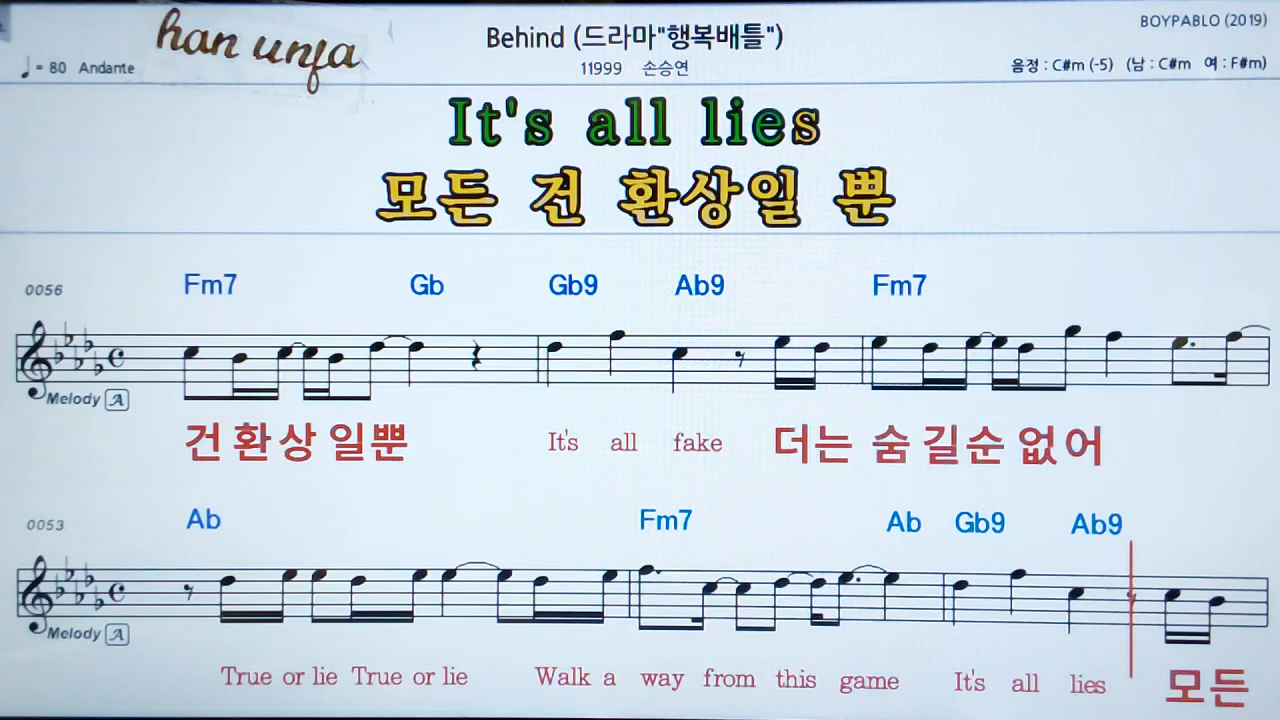 han unja
Behind (드라마"행복배틀")
BOYPABLO (2019)
♩ = 80 Andante
11999 손승연
음정 : C#m (-5) (남 : C#m 여 : F#m)
It's all lies
모든 건 환상일 뿐
0056 Fm7 Gb Gb9 Ab9 Fm7
Melody A
건 환 상 일 뿐 It's all fake 더 는 숨 길 순 없 어
0053 Ab Fm7 Ab Gb9 Ab9
Melody A
True or lie True or lie Walk a way from this game It's all lies 모 든